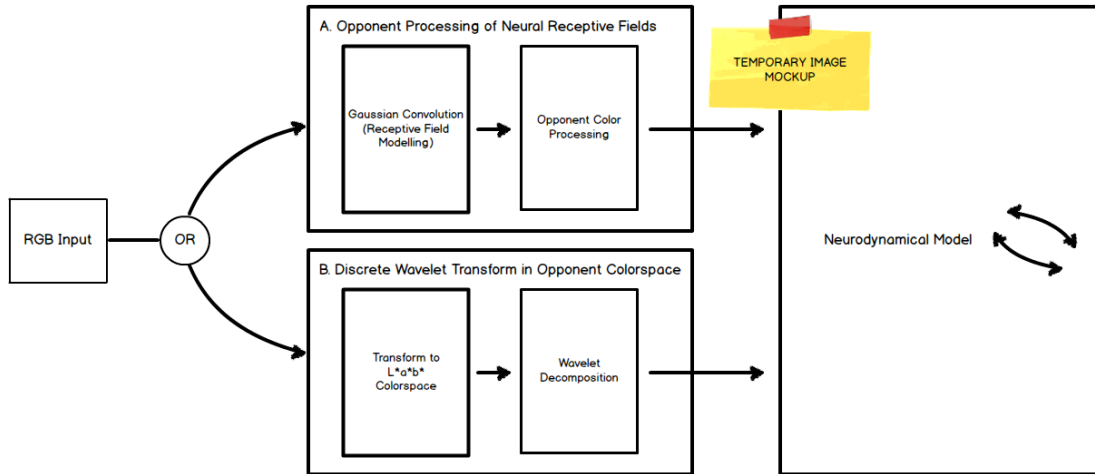 A. Opponent Processing of Neural Receptive Fields
TEMPORARY IMAGE
MOCKUP
Gaussian Convolution
(Receptive Field
Modelling)
Opponent Color
Processing
RGB Input
OR
Neurodynamical Model
B. Discrete Wavelet Transform in Opponent Colorspace
Transform to
L*a*b*
Colorspace
Wavelet
Decomposition